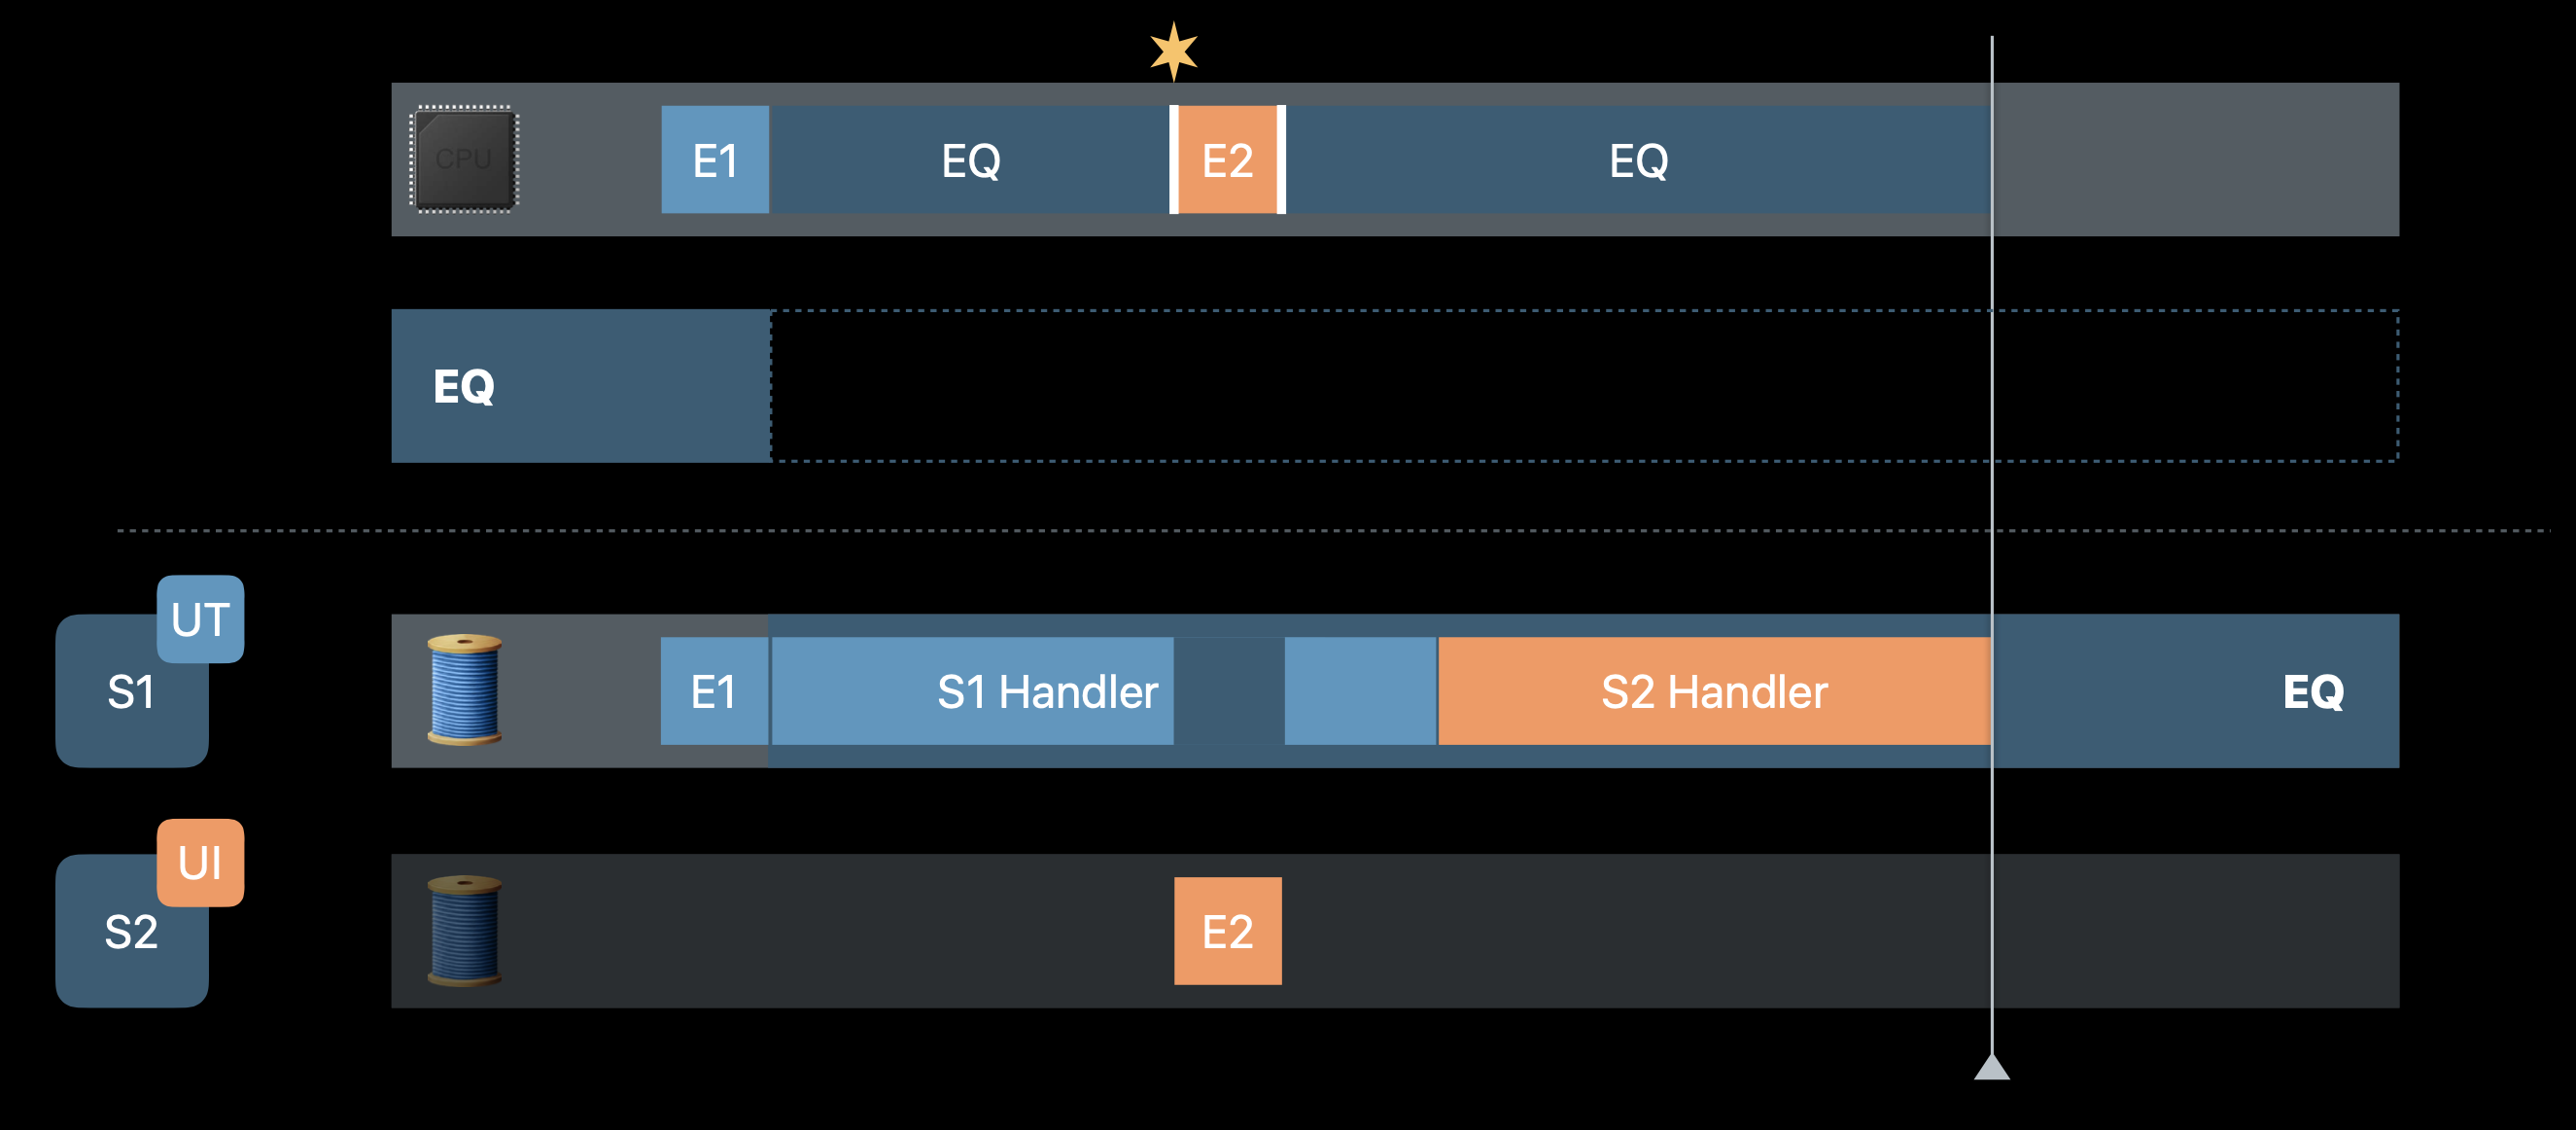 CPU
E1
EQ
E2
EQ
EQ
UT
S1
E1
S1 Handler
S2 Handler
EQ
UI
S2
E2